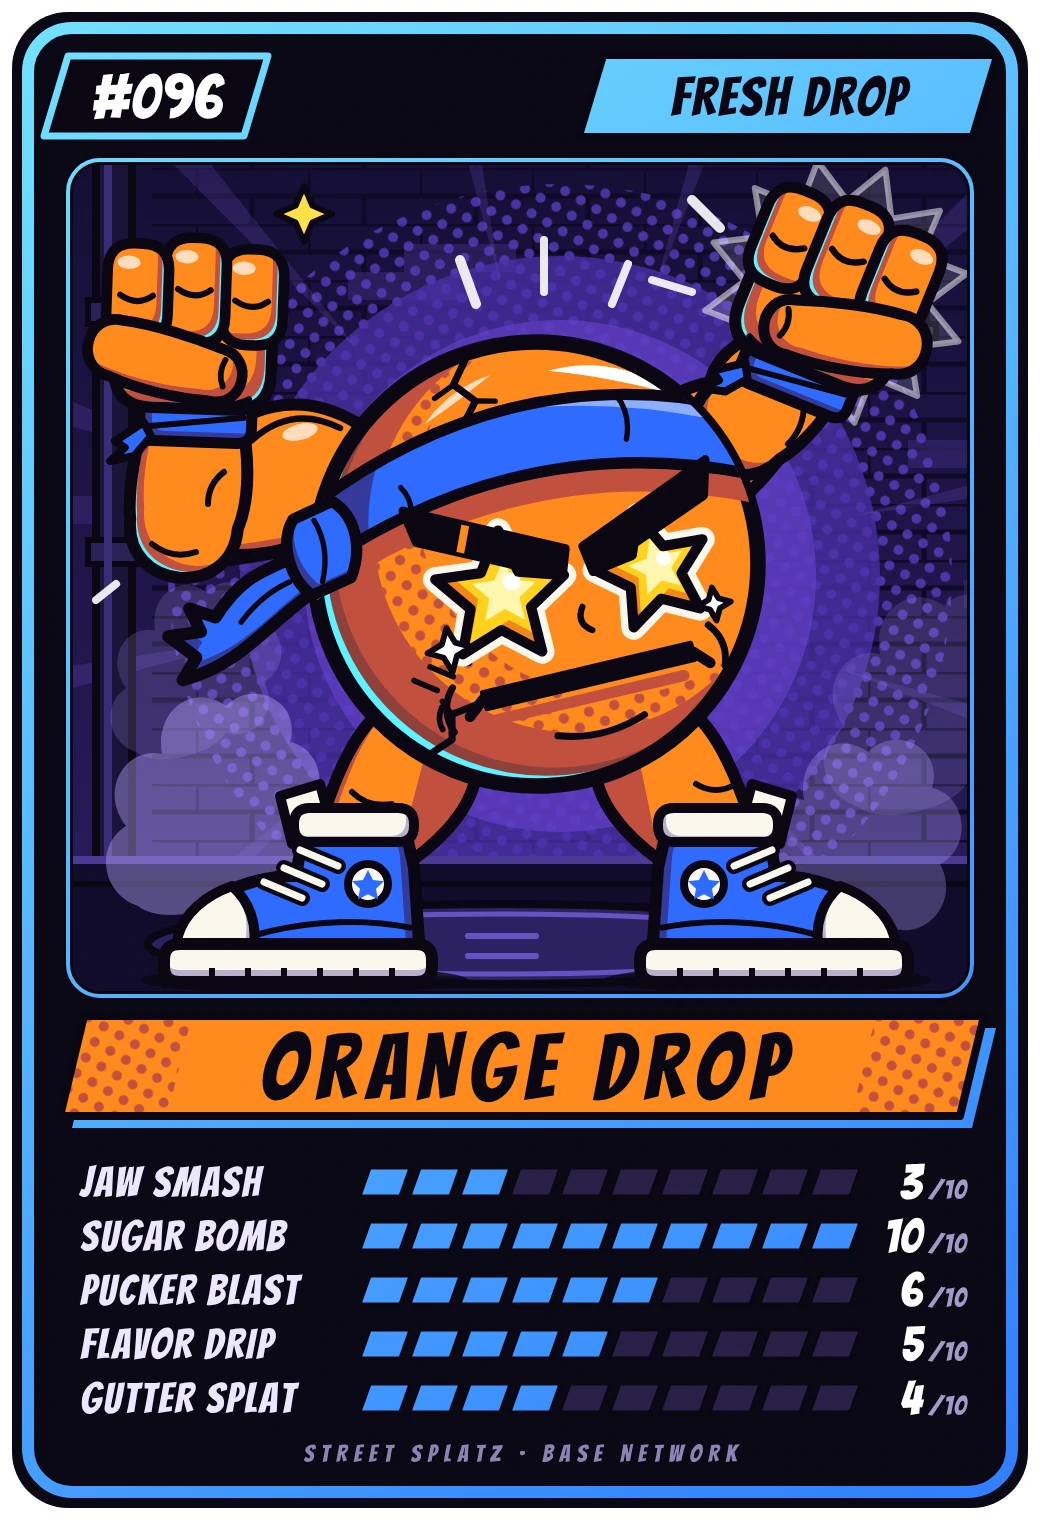 #096
FRESH DROP
ORANGE DROP
JAW SMASH 3/10
SUGAR BOMB 10/10
PUCKER BLAST 6/10
FLAVOR DRIP 5/10
GUTTER SPLAT 4/10
STREET SPLATZ · BASE NETWORK